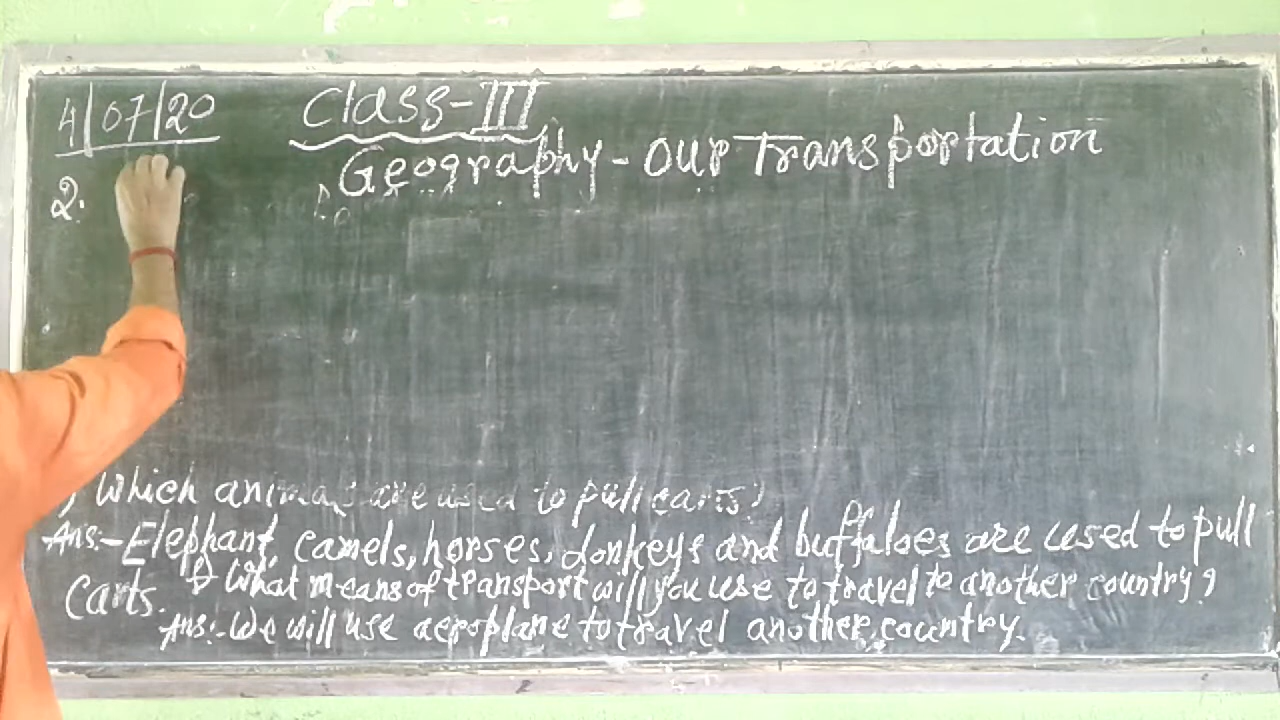 4/07/20
Class-III
Geography - Our Transportation
2.
) Which animals are used to pull carts?
Ans:- Elephant, camels, horses, donkeys and buffaloes are used to pull
carts. f) What means of transport will you use to travel to another country?
Ans:- We will use aeroplane to travel another country.